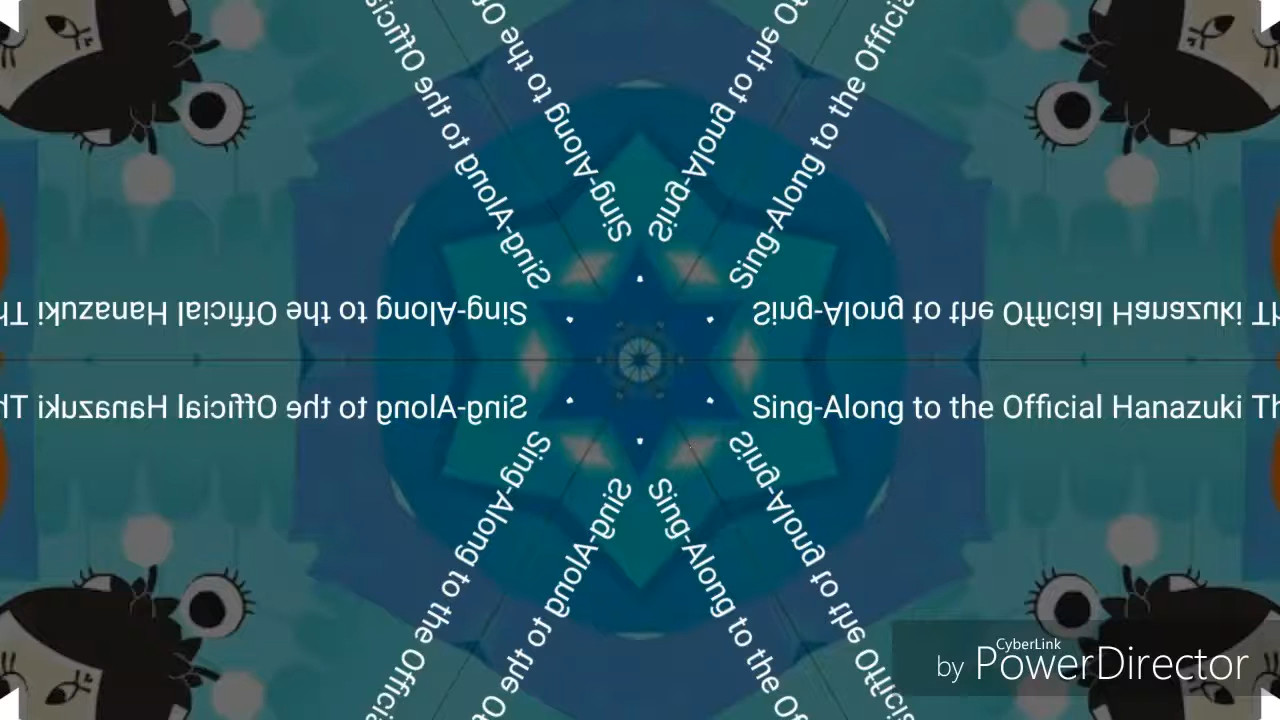 Sing-Along to the Offici
Sing-Along to the Of
Sing-Along to the Of
Sing-Along to the Offici
Sing-Along to the Official Hanazuki Th
Sing-Along to the Official Hanazuki Th
Sing-Along to the Official Hanazuki Th
Sing-Along to the Official Hanazuki Th
Sing-Along to the Offici
Sing-Along to the Of
Sing-Along to the Of
Sing-Along to the Offici
CyberLink
by PowerDirector